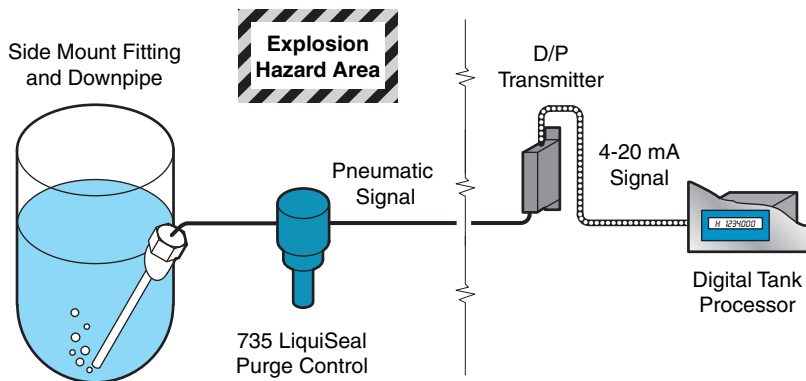 Side Mount Fitting
and Downpipe
Explosion
Hazard Area
D/P
Transmitter
Pneumatic
Signal
4-20 mA
Signal
H 1234000
735 LiquiSeal
Purge Control
Digital Tank
Processor